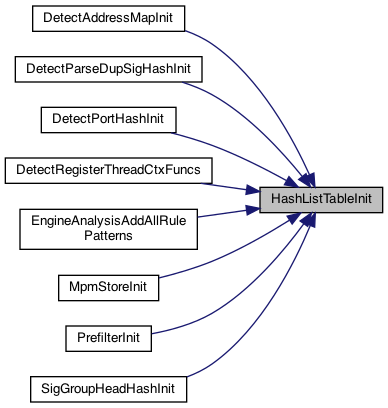 DetectAddressMapInit
DetectParseDupSigHashInit
DetectPortHashInit
DetectRegisterThreadCtxFuncs
HashListTableInit
EngineAnalysisAddAllRule
Patterns
MpmStoreInit
PrefilterInit
SigGroupHeadHashInit